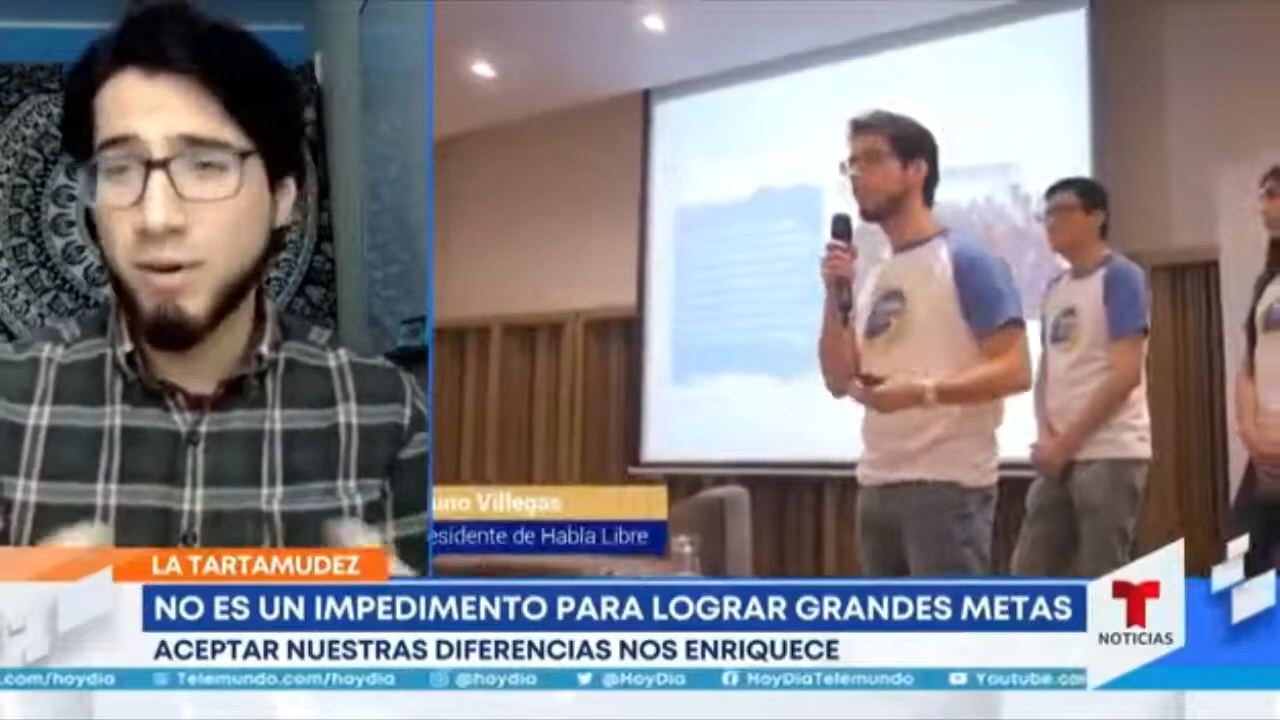 uno Villegas
esidente de Habla Libre
LA TARTAMUDEZ
NO ES UN IMPEDIMENTO PARA LOGRAR GRANDES METAS
ACEPTAR NUESTRAS DIFERENCIAS NOS ENRIQUECE
NOTICIAS
s.com/hoydia Telemundo.com/hoydia @hoydia @HoyDia HoyDiaTelemundo Youtube.co